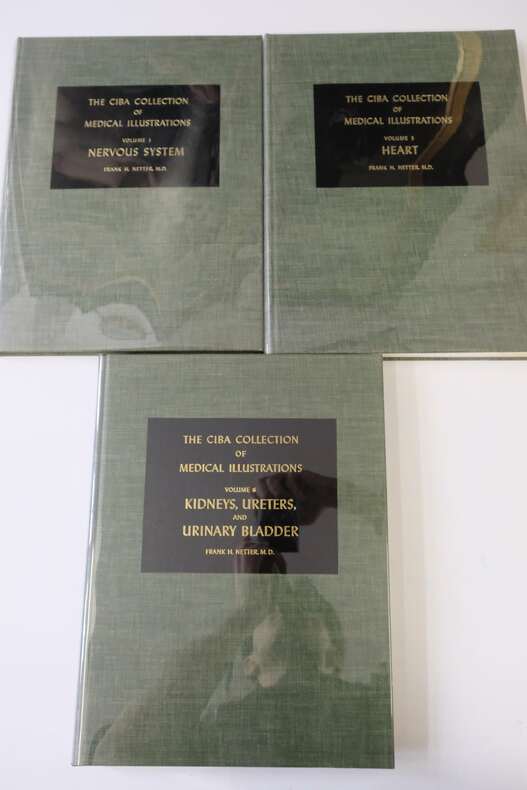 THE CIBA COLLECTION
OF
MEDICAL ILLUSTRATIONS
VOLUME 1
NERVOUS SYSTEM
FRANK H. NETTER, M.D.
THE CIBA COLLECTION
OF
MEDICAL ILLUSTRATIONS
VOLUME 5
HEART
FRANK H. NETTER, M.D.
THE CIBA COLLECTION
OF
MEDICAL ILLUSTRATIONS
VOLUME 6
KIDNEYS, URETERS,
AND
URINARY BLADDER
FRANK H. NETTER, M.D.